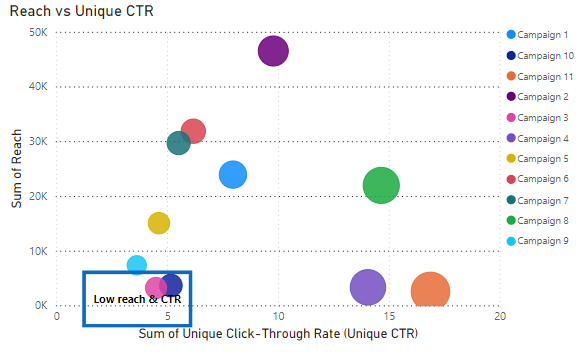 Reach vs Unique CTR
50K
40K
30K
20K
10K
0K
Sum of Reach
0
5
10
15
20
Sum of Unique Click-Through Rate (Unique CTR)
Low reach & CTR
Campaign 1
Campaign 10
Campaign 11
Campaign 2
Campaign 3
Campaign 4
Campaign 5
Campaign 6
Campaign 7
Campaign 8
Campaign 9